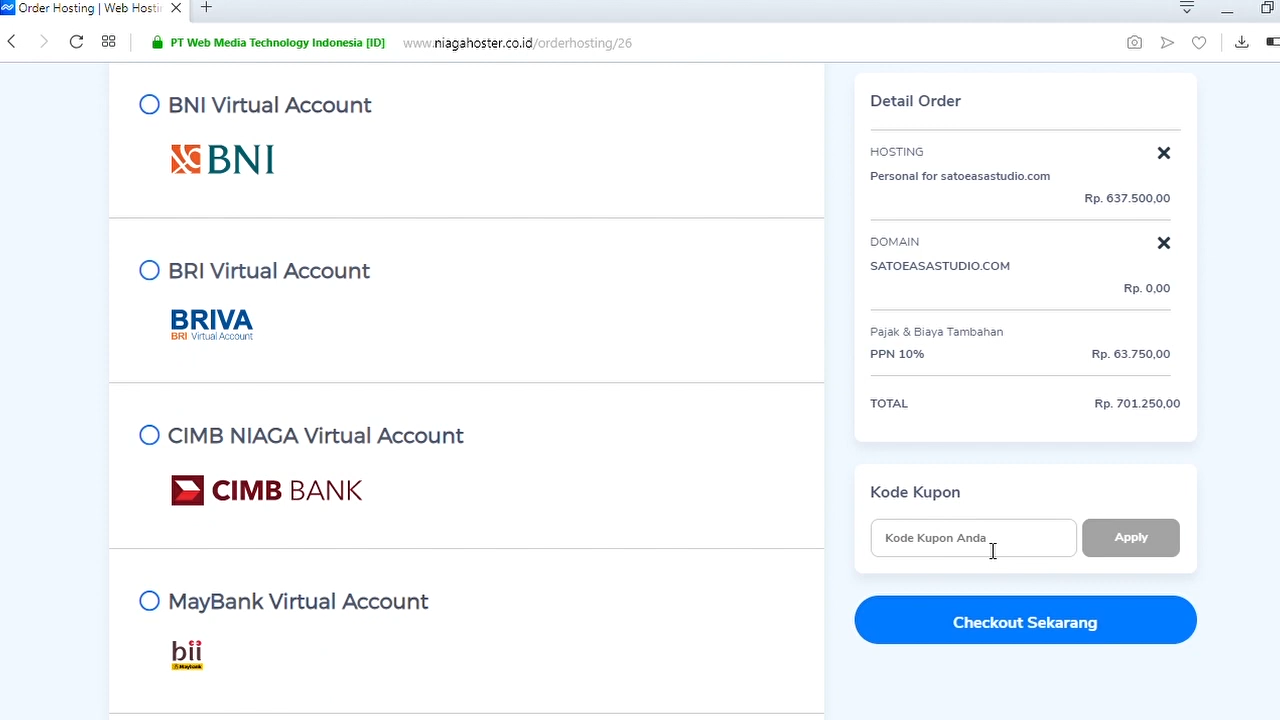 Order Hosting | Web Hosti
PT Web Media Technology Indonesia [ID]
www.niagahoster.co.id/orderhosting/26
BNI Virtual Account
BNI
BRI Virtual Account
BRIVA
BRI Virtual Account
CIMB NIAGA Virtual Account
CIMB BANK
MayBank Virtual Account
bii
Maybank
Detail Order
HOSTING
Personal for satoeasastudio.com
Rp. 637.500,00
DOMAIN
SATOEASASTUDIO.COM
Rp. 0,00
Pajak & Biaya Tambahan
PPN 10% Rp. 63.750,00
TOTAL Rp. 701.250,00
Kode Kupon
Kode Kupon Anda Apply
Checkout Sekarang